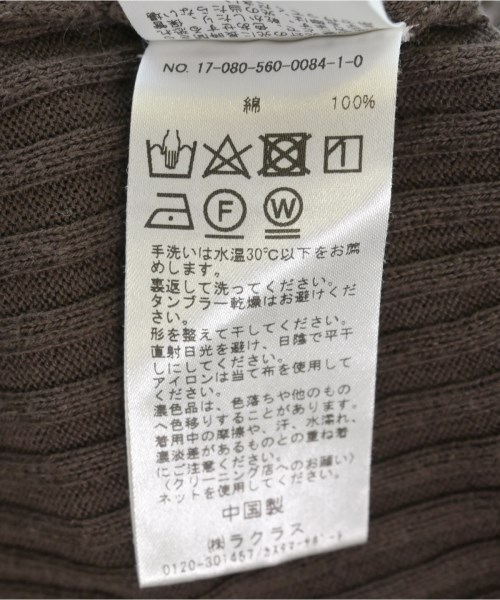 NO. 17-080-560-0084-1-0
綿 100%
F W
手洗いは水温30℃以下をお薦
めします。
裏返して洗ってください。
タンブラー乾燥はお避けくだ
さい。
形を整えて干してください。
直射日光を避け、日陰で平干
しにしてください。
アイロンは当て布を使用して
ください。
濃色品は、色落ちや他のもの
へ色移りすることがあります。
着用中の摩擦や、汗、水濡れ、
濃淡差があるものとの重ね着
にご注意ください。
〈クリーニング店へのお願い〉
ネットを使用してください。
中国製
㈱ラクラス
0120-301457/カスタマーサポート